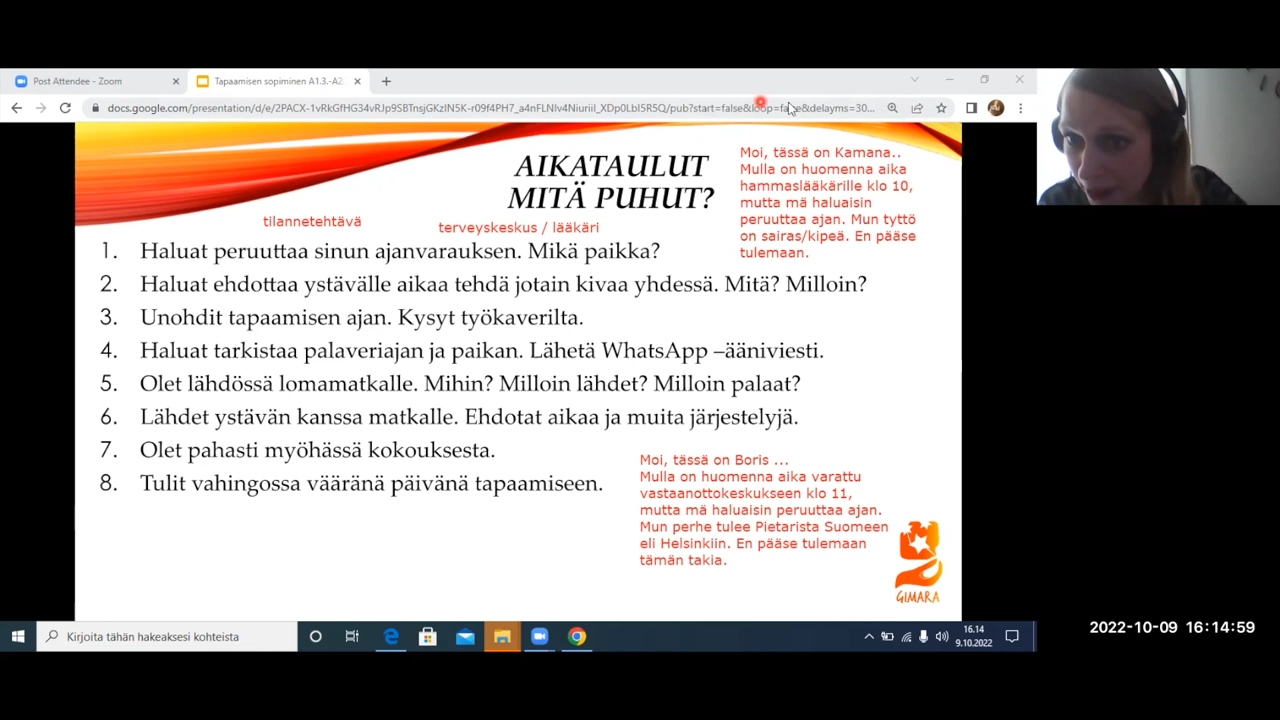 Post Attendee - Zoom
Tapaamisen sopiminen A1.3.-A2.
docs.google.com/presentation/d/e/2PACX-1vRkGfHG34vRJp9SBTnsjGKzIN5K-r09f4PH7_a4nFLNlv4Niuriil_XDp0LbI5R5Q/pub?start=false&loop=false&delayms=30...
AIKATAULUT
MITÄ PUHUT?
Moi, tässä on Kamana..
Mulla on huomenna aika
hammaslääkärille klo 10,
mutta mä haluaisin
peruuttaa ajan. Mun tyttö
on sairas/kipeä. En pääse
tulemaan.
tilannetehtävä
terveyskeskus / lääkäri
1. Haluat peruuttaa sinun ajanvarauksen. Mikä paikka?
2. Haluat ehdottaa ystävälle aikaa tehdä jotain kivaa yhdessä. Mitä? Milloin?
3. Unohdit tapaamisen ajan. Kysyt työkaverilta.
4. Haluat tarkistaa palaveriajan ja paikan. Lähetä WhatsApp –ääniviesti.
5. Olet lähdössä lomamatkalle. Mihin? Milloin lähdet? Milloin palaat?
6. Lähdet ystävän kanssa matkalle. Ehdotat aikaa ja muita järjestelyjä.
7. Olet pahasti myöhässä kokouksesta.
8. Tulit vahingossa vääränä päivänä tapaamiseen.
Moi, tässä on Boris ...
Mulla on huomenna aika varattu
vastaanottokeskukseen klo 11,
mutta mä haluaisin peruuttaa ajan.
Mun perhe tulee Pietarista Suomeen
eli Helsinkiin. En pääse tulemaan
tämän takia.
GIMARA
Kirjoita tähän hakeaksesi kohteista
16.14
9.10.2022
2022-10-09 16:14:59